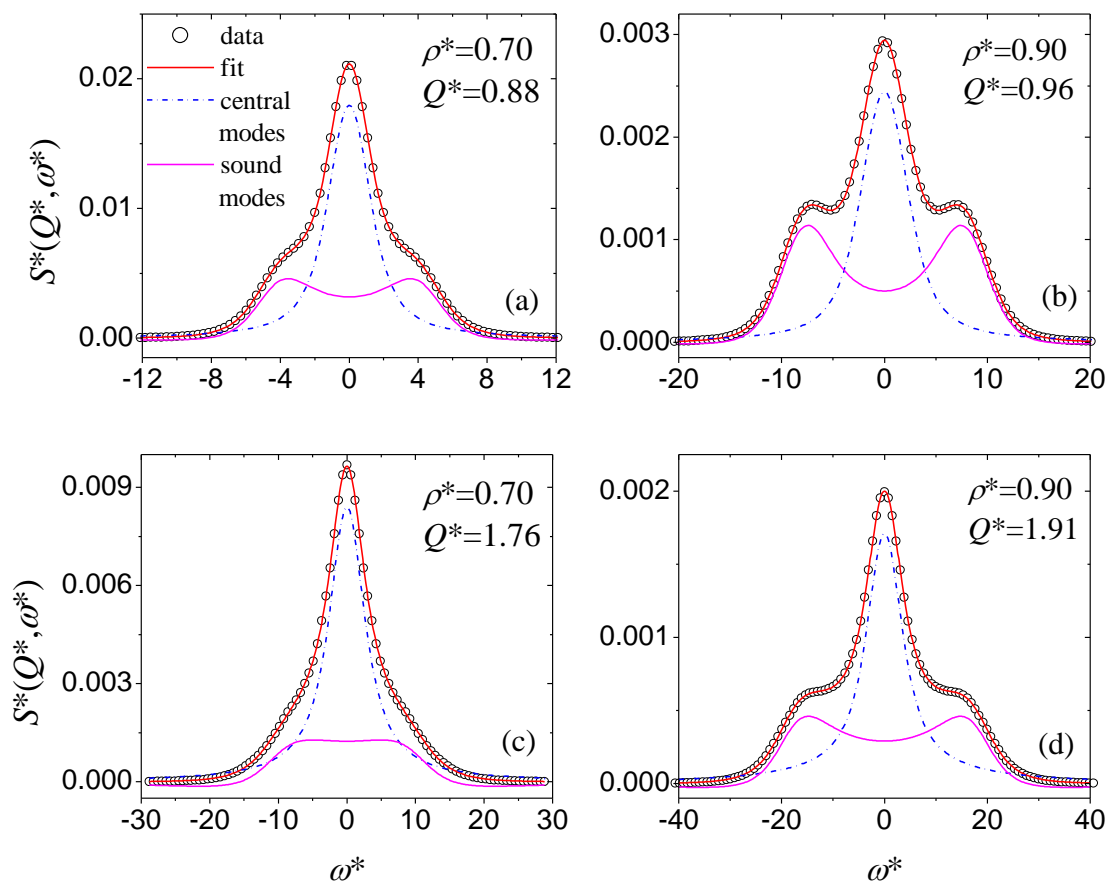 data
fit
central
modes
sound
modes
ρ*=0.70
Q*=0.88
(a)
S*(Q*,ω*)
0.02
0.01
0.00
-12 -8 -4 0 4 8 12
ρ*=0.90
Q*=0.96
(b)
0.003
0.002
0.001
0.000
-20 -10 0 10 20
ρ*=0.70
Q*=1.76
(c)
S*(Q*,ω*)
0.009
0.006
0.003
0.000
-30 -20 -10 0 10 20 30
ω*
ρ*=0.90
Q*=1.91
(d)
0.002
0.001
0.000
-40 -20 0 20 40
ω*